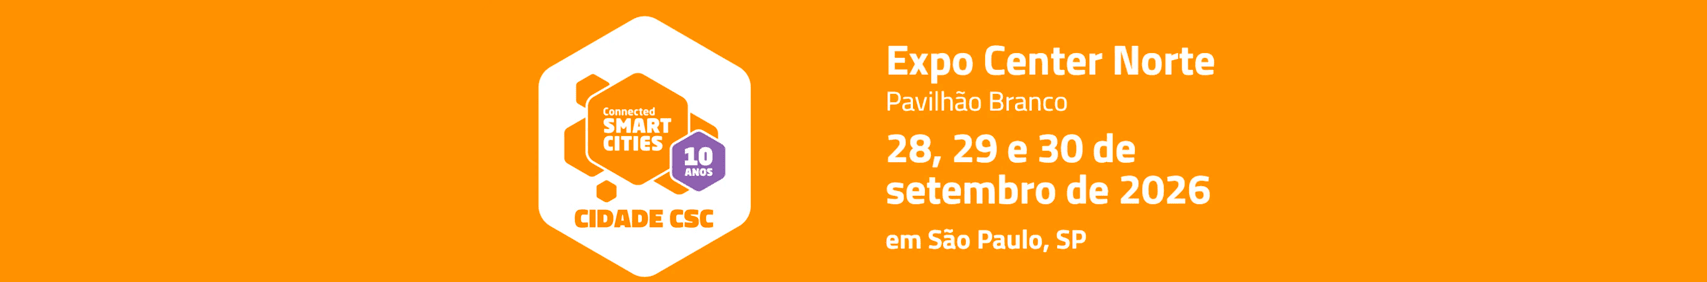 Connected
SMART
CITIES
10
ANOS
CIDADE CSC
Expo Center Norte
Pavilhão Branco
28, 29 e 30 de
setembro de 2026
em São Paulo, SP